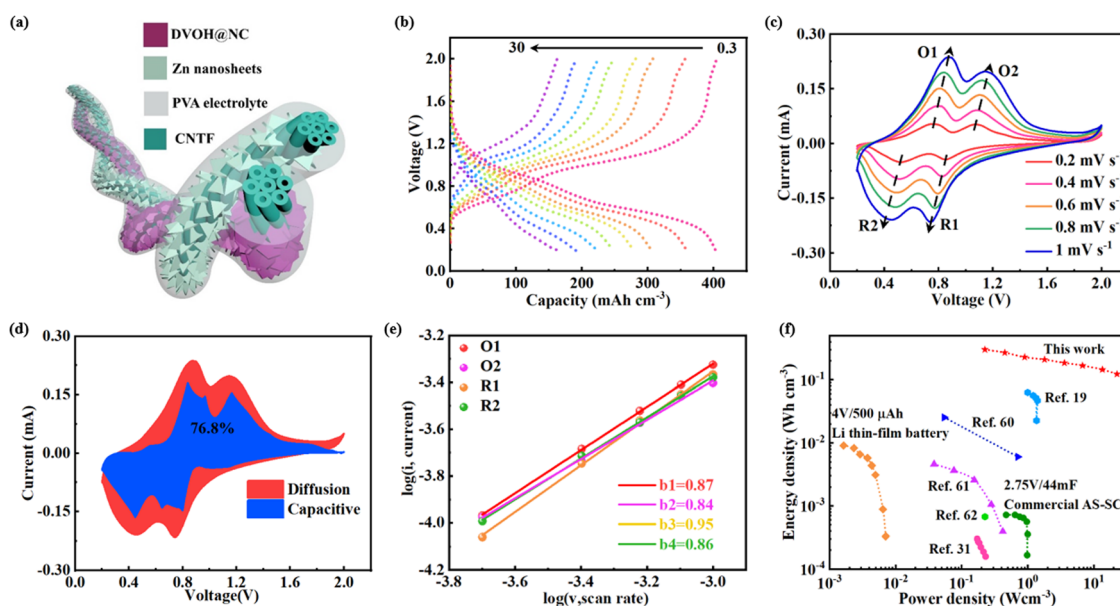 (a)
DVOH@NC
Zn nanosheets
PVA electrolyte
CNTF
(b)
30
0.3
2.0
1.6
1.2
0.8
0.4
0.0
Voltage (V)
0
100
200
300
400
Capacity (mAh cm⁻³)
(c)
O1
O2
R2
R1
0.30
0.15
0.00
-0.15
-0.30
Current (mA)
0.2 mV s⁻
0.4 mV s⁻
0.6 mV s⁻
0.8 mV s⁻
1 mV s⁻¹
0.0
0.4
0.8
1.2
1.6
2.0
Voltage (V)
(d)
0.30
0.15
0.00
-0.15
-0.30
Current (mA)
76.8%
Diffusion
Capacitive
0.0
0.4
0.8
1.2
1.6
2.0
Voltage(V)
(e)
-3.2
-3.4
-3.6
-3.8
-4.0
-4.2
log(i, current)
O1
O2
R1
R2
b1=0.87
b2=0.84
b3=0.95
b4=0.86
-3.8
-3.6
-3.4
-3.2
-3.0
log(v,scan rate)
(f)
This work
Ref. 19
4V/500 μAh
Li thin-film battery
Ref. 60
Ref. 61
2.75V/44mF
Commercial AS-SC
Ref. 62
Ref. 31
10⁻¹
10⁻²
10⁻³
10⁻⁴
Energy density (Wh cm⁻³)
10⁻³
10⁻²
10⁻¹
10⁰
10¹
Power density (Wcm⁻³)